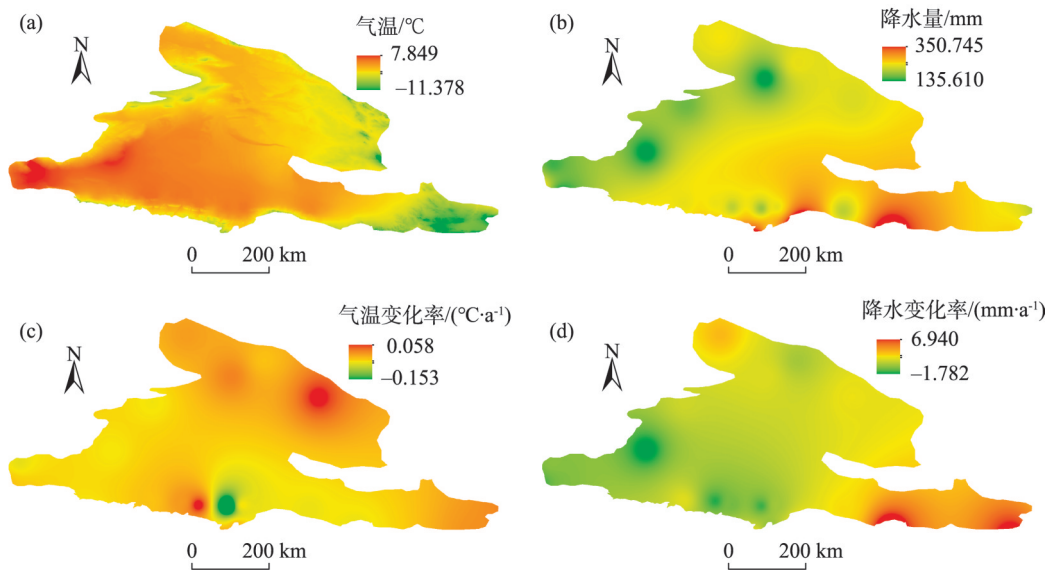 (a)
气温/℃
N
7.849
−11.378
0 200 km
(b)
降水量/mm
N
350.745
135.610
0 200 km
(c)
气温变化率/(℃·a⁻¹)
N
0.058
−0.153
0 200 km
(d)
降水变化率/(mm·a⁻¹)
N
6.940
−1.782
0 200 km